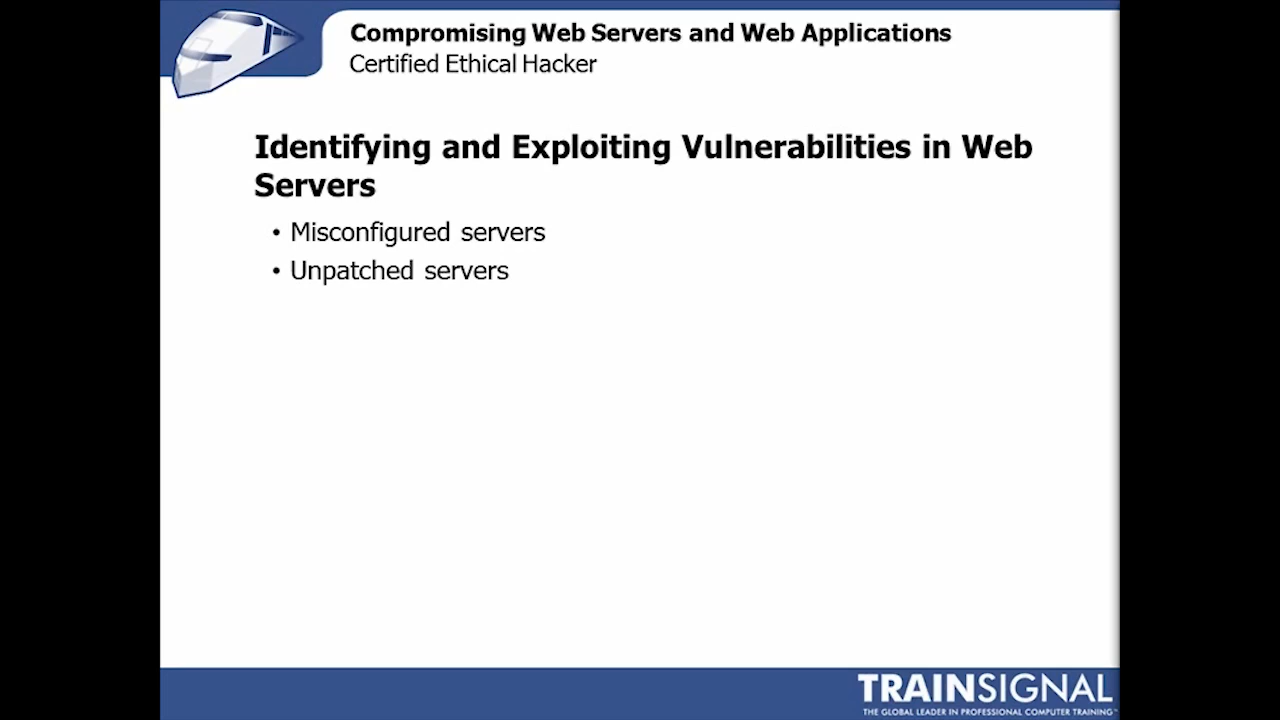 Compromising Web Servers and Web Applications
Certified Ethical Hacker
Identifying and Exploiting Vulnerabilities in Web
Servers
• Misconfigured servers
• Unpatched servers
TRAINSIGNAL
THE GLOBAL LEADER IN PROFESSIONAL COMPUTER TRAINING